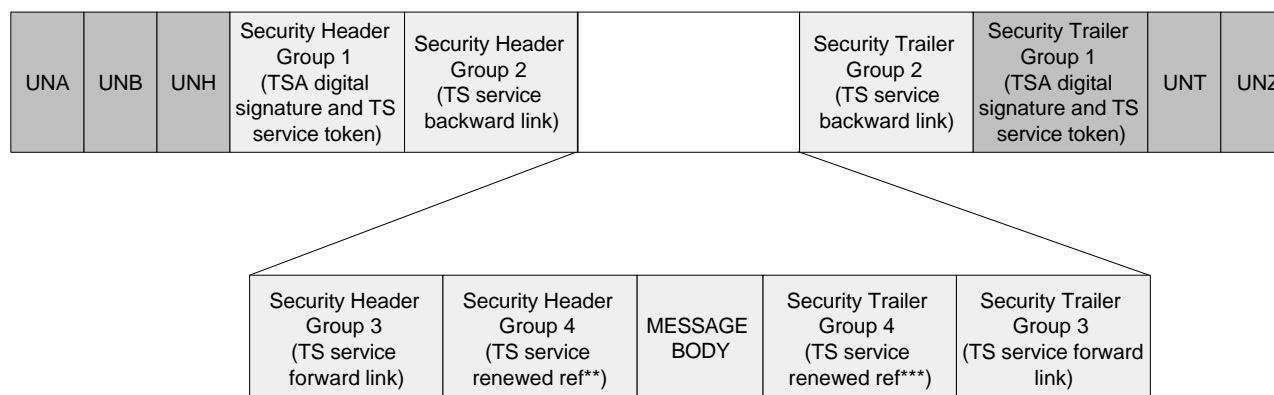 UNA
UNB
UNH
Security Header
Group 1
(TSA digital
signature and TS
service token)
Security Header
Group 2
(TS service
backward link)
Security Trailer
Group 2
(TS service
backward link)
Security Trailer
Group 1
(TSA digital
signature and TS
service token)
UNT
UNZ
Security Header
Group 3
(TS service
forward link)
Security Header
Group 4
(TS service
renewed ref**)
MESSAGE
BODY
Security Trailer
Group 4
(TS service
renewed ref***)
Security Trailer
Group 3
(TS service forward
link)